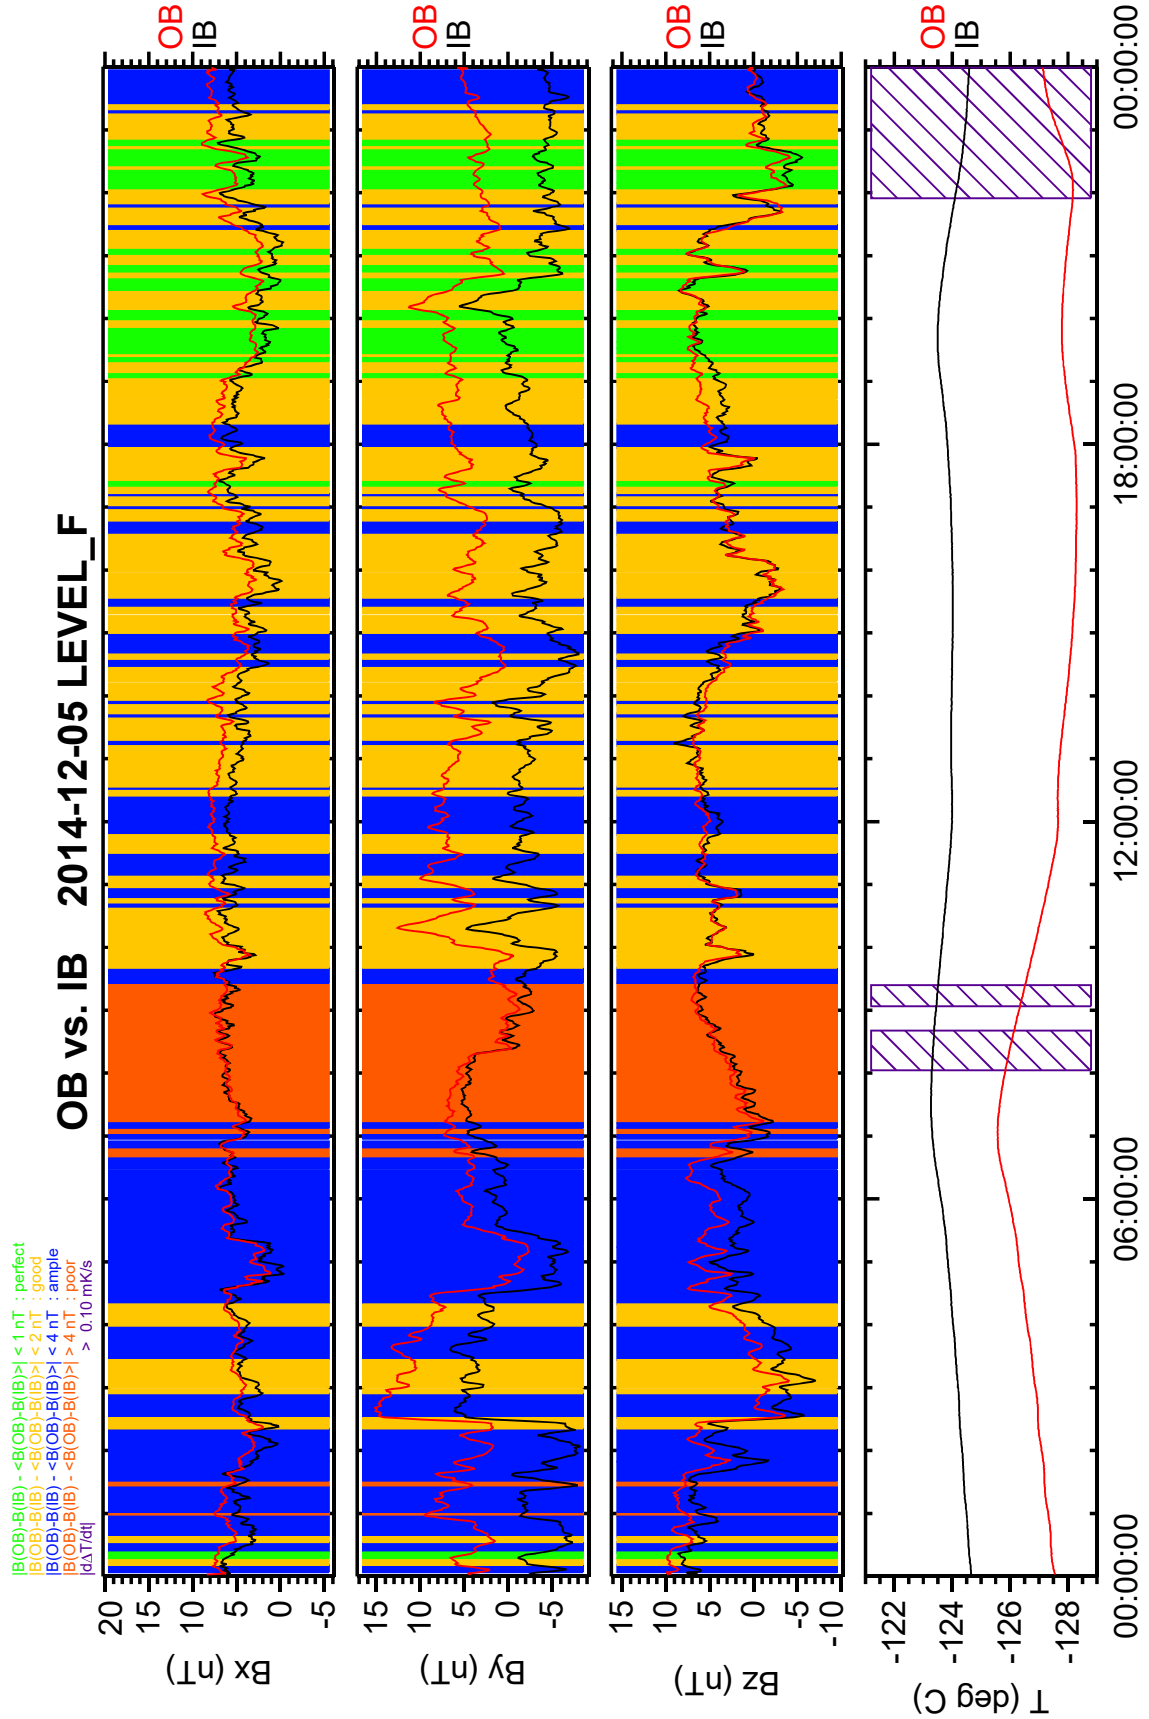 |B(OB)-B(IB) - <B(OB)-B(IB)>| < 1 nT : perfect
|B(OB)-B(IB) - <B(OB)-B(IB)>| < 2 nT : good
|B(OB)-B(IB) - <B(OB)-B(IB)>| < 4 nT : ample
|B(OB)-B(IB) - <B(OB)-B(IB)>| > 4 nT : poor
|dΔT/dt| > 0.10 mK/s
OB vs. IB 2014-12-05 LEVEL_F
Bx (nT)
20
15
10
5
0
-5
OB
IB
By (nT)
15
10
5
0
-5
OB
IB
Bz (nT)
15
10
5
0
-5
-10
OB
IB
T (deg C)
-122
-124
-126
-128
OB
IB
00:00:00 06:00:00 12:00:00 18:00:00 00:00:00